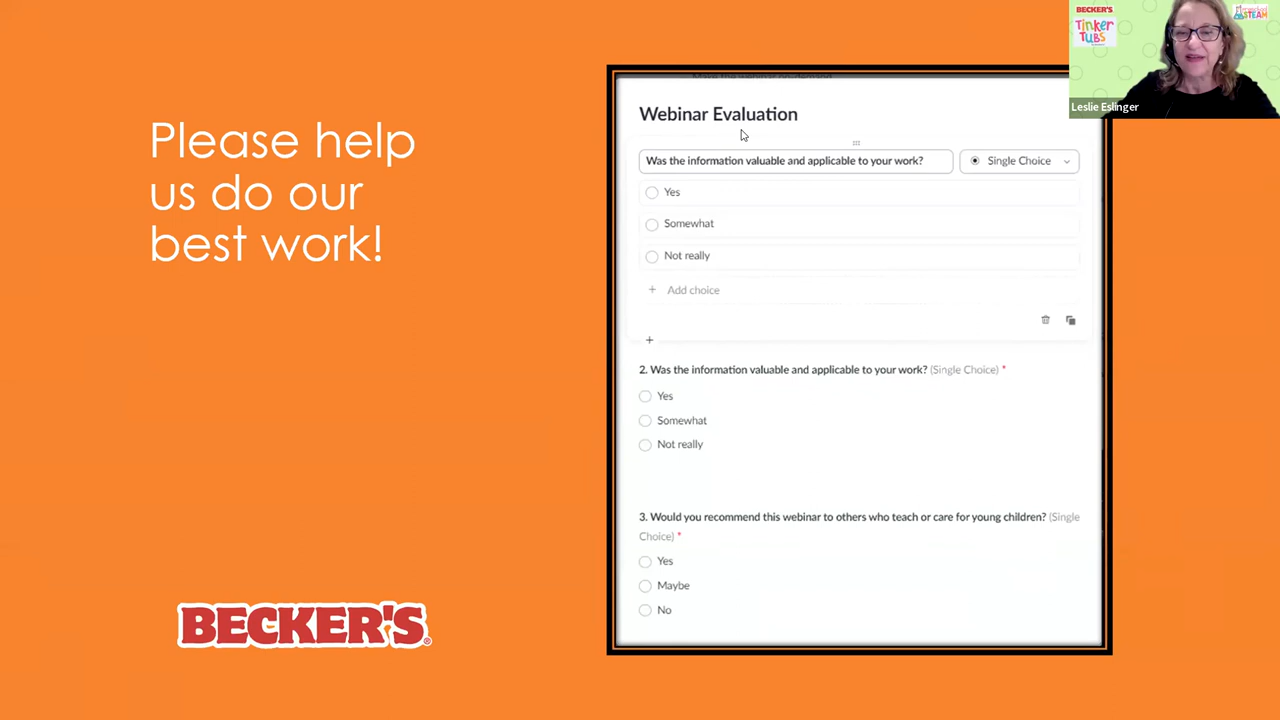 Please help
us do our
best work!
BECKER'S
Webinar Evaluation
Was the information valuable and applicable to your work?
Single Choice
Yes
Somewhat
Not really
+ Add choice
+
2. Was the information valuable and applicable to your work? (Single Choice) *
Yes
Somewhat
Not really
3. Would you recommend this webinar to others who teach or care for young children? (Single
Choice) *
Yes
Maybe
No
BECKER'S
Tinker
TUBS
STEAM
Leslie Eslinger